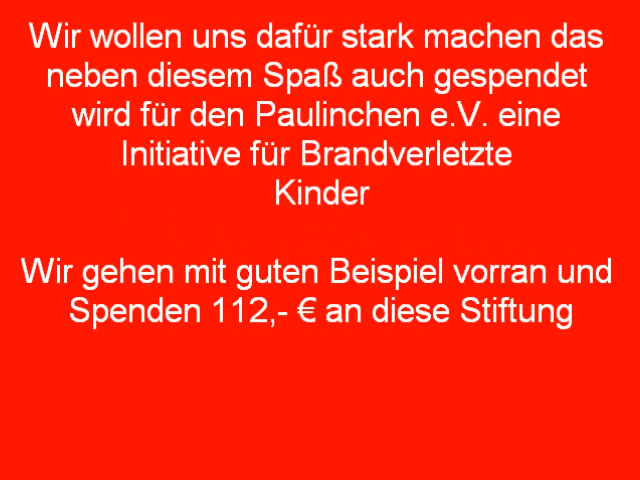 Wir wollen uns dafür stark machen das
neben diesem Spaß auch gespendet
wird für den Paulinchen e.V. eine
Initiative für Brandverletzte
Kinder
Wir gehen mit guten Beispiel vorran und
Spenden 112,- € an diese Stiftung